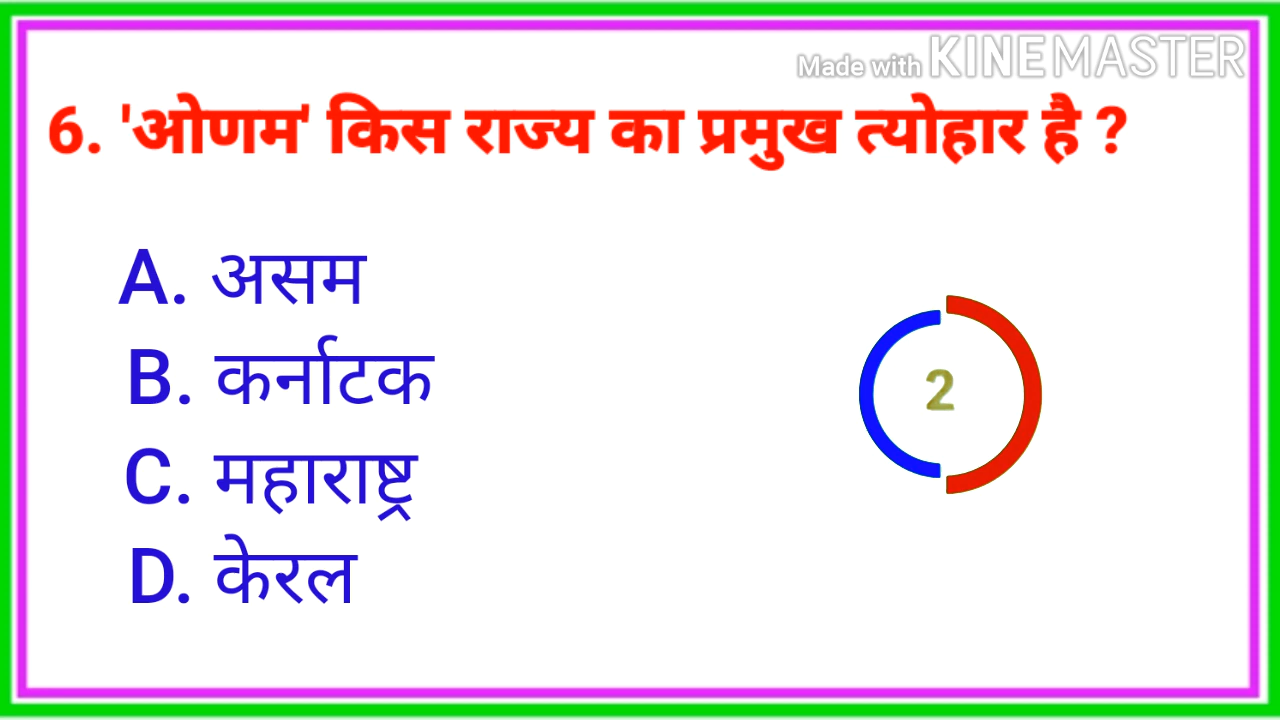 Made with KINEMASTER
6. 'ओणम' किस राज्य का प्रमुख त्योहार है ?
A. असम
B. कर्नाटक
2
C. महाराष्ट्र
D. केरल